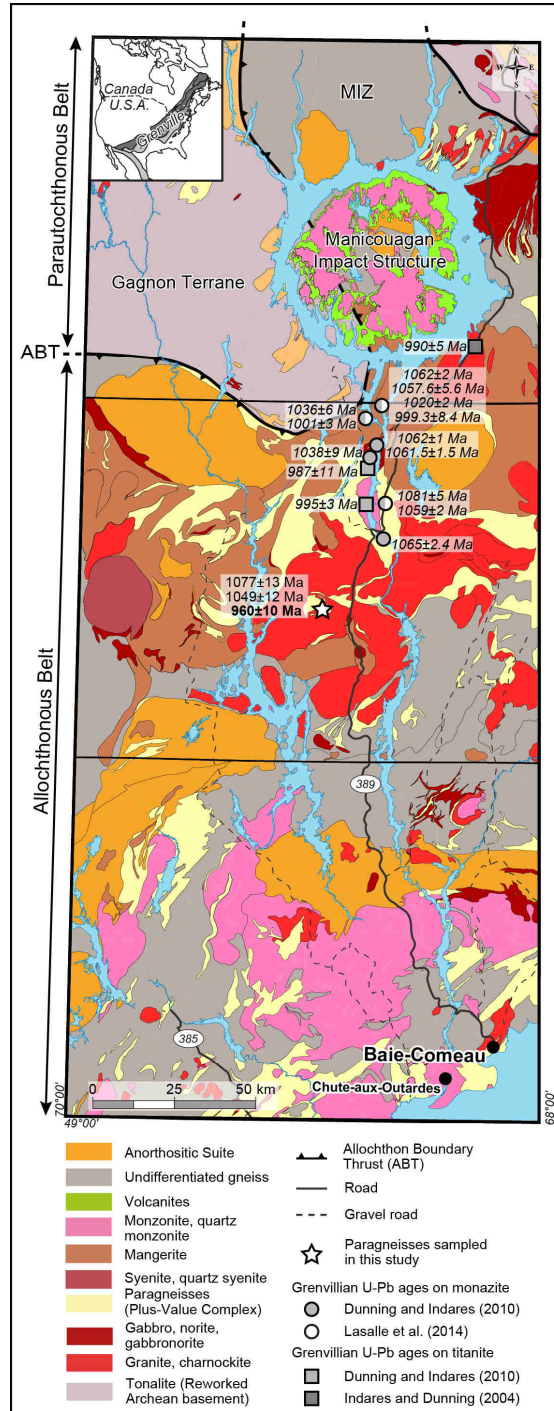 Canada
U.S.A.
Grenville
MIZ
N
W
E
S
Parautochthonous Belt
Manicouagan
Impact Structure
Gagnon Terrane
990±5 Ma
ABT
1062±2 Ma
1057.6±5.6 Ma
1020±2 Ma
999.3±8.4 Ma
1036±6 Ma
1001±3 Ma
1062±1 Ma
1061.5±1.5 Ma
1038±9 Ma
987±11 Ma
995±3 Ma
1081±5 Ma
1059±2 Ma
1065±2.4 Ma
1077±13 Ma
1049±12 Ma
960±10 Ma
Allochthonous Belt
389
385
Baie-Comeau
Chute-aux-Outardes
0 25 50 km
70°00'
49°00'
68°00'
Anorthositic Suite
Undifferentiated gneiss
Volcanites
Monzonite, quartz
monzonite
Mangerite
Syenite, quartz syenite
Paragneisses
(Plus-Value Complex)
Gabbro, norite,
gabbronorite
Granite, charnockite
Tonalite (Reworked
Archean basement)
Allochthon Boundary
Thrust (ABT)
Road
Gravel road
Paragneisses sampled
in this study
Grenvillian U-Pb ages on monazite
Dunning and Indares (2010)
Lasalle et al. (2014)
Grenvillian U-Pb ages on titanite
Dunning and Indares (2010)
Indares and Dunning (2004)